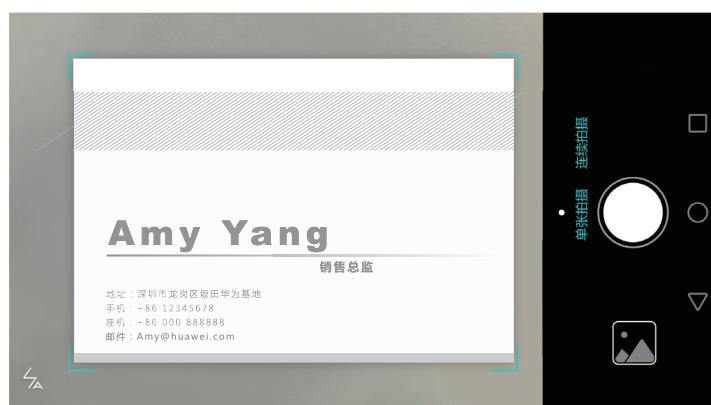 Amy Yang
销售总监
地址：深圳市龙岗区坂田华为基地
手机：+86 12345678
座机：+86 000 888888
邮件：Amy@huawei.com
连续拍摄
单张拍摄